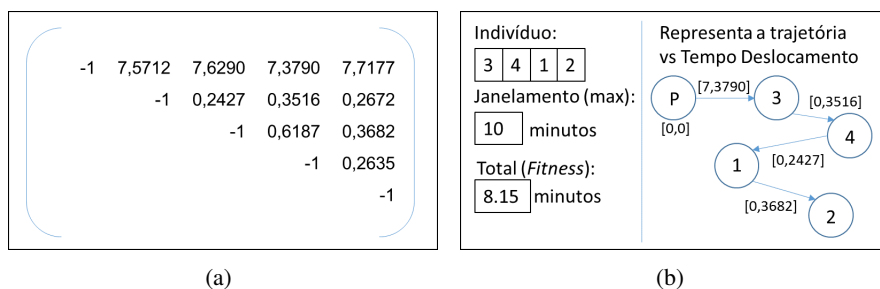 -1 7,5712 7,6290 7,3790 7,7177
-1 0,2427 0,3516 0,2672
-1 0,6187 0,3682
-1 0,2635
-1
(a)
Indivíduo:
3 4 1 2
Janelamento (max):
10 minutos
Total (Fitness):
8.15 minutos
Representa a trajetória
vs Tempo Deslocamento
P
[7,3790]
3
[0,3516]
[0,0]
4
1
[0,2427]
[0,3682]
2
(b)